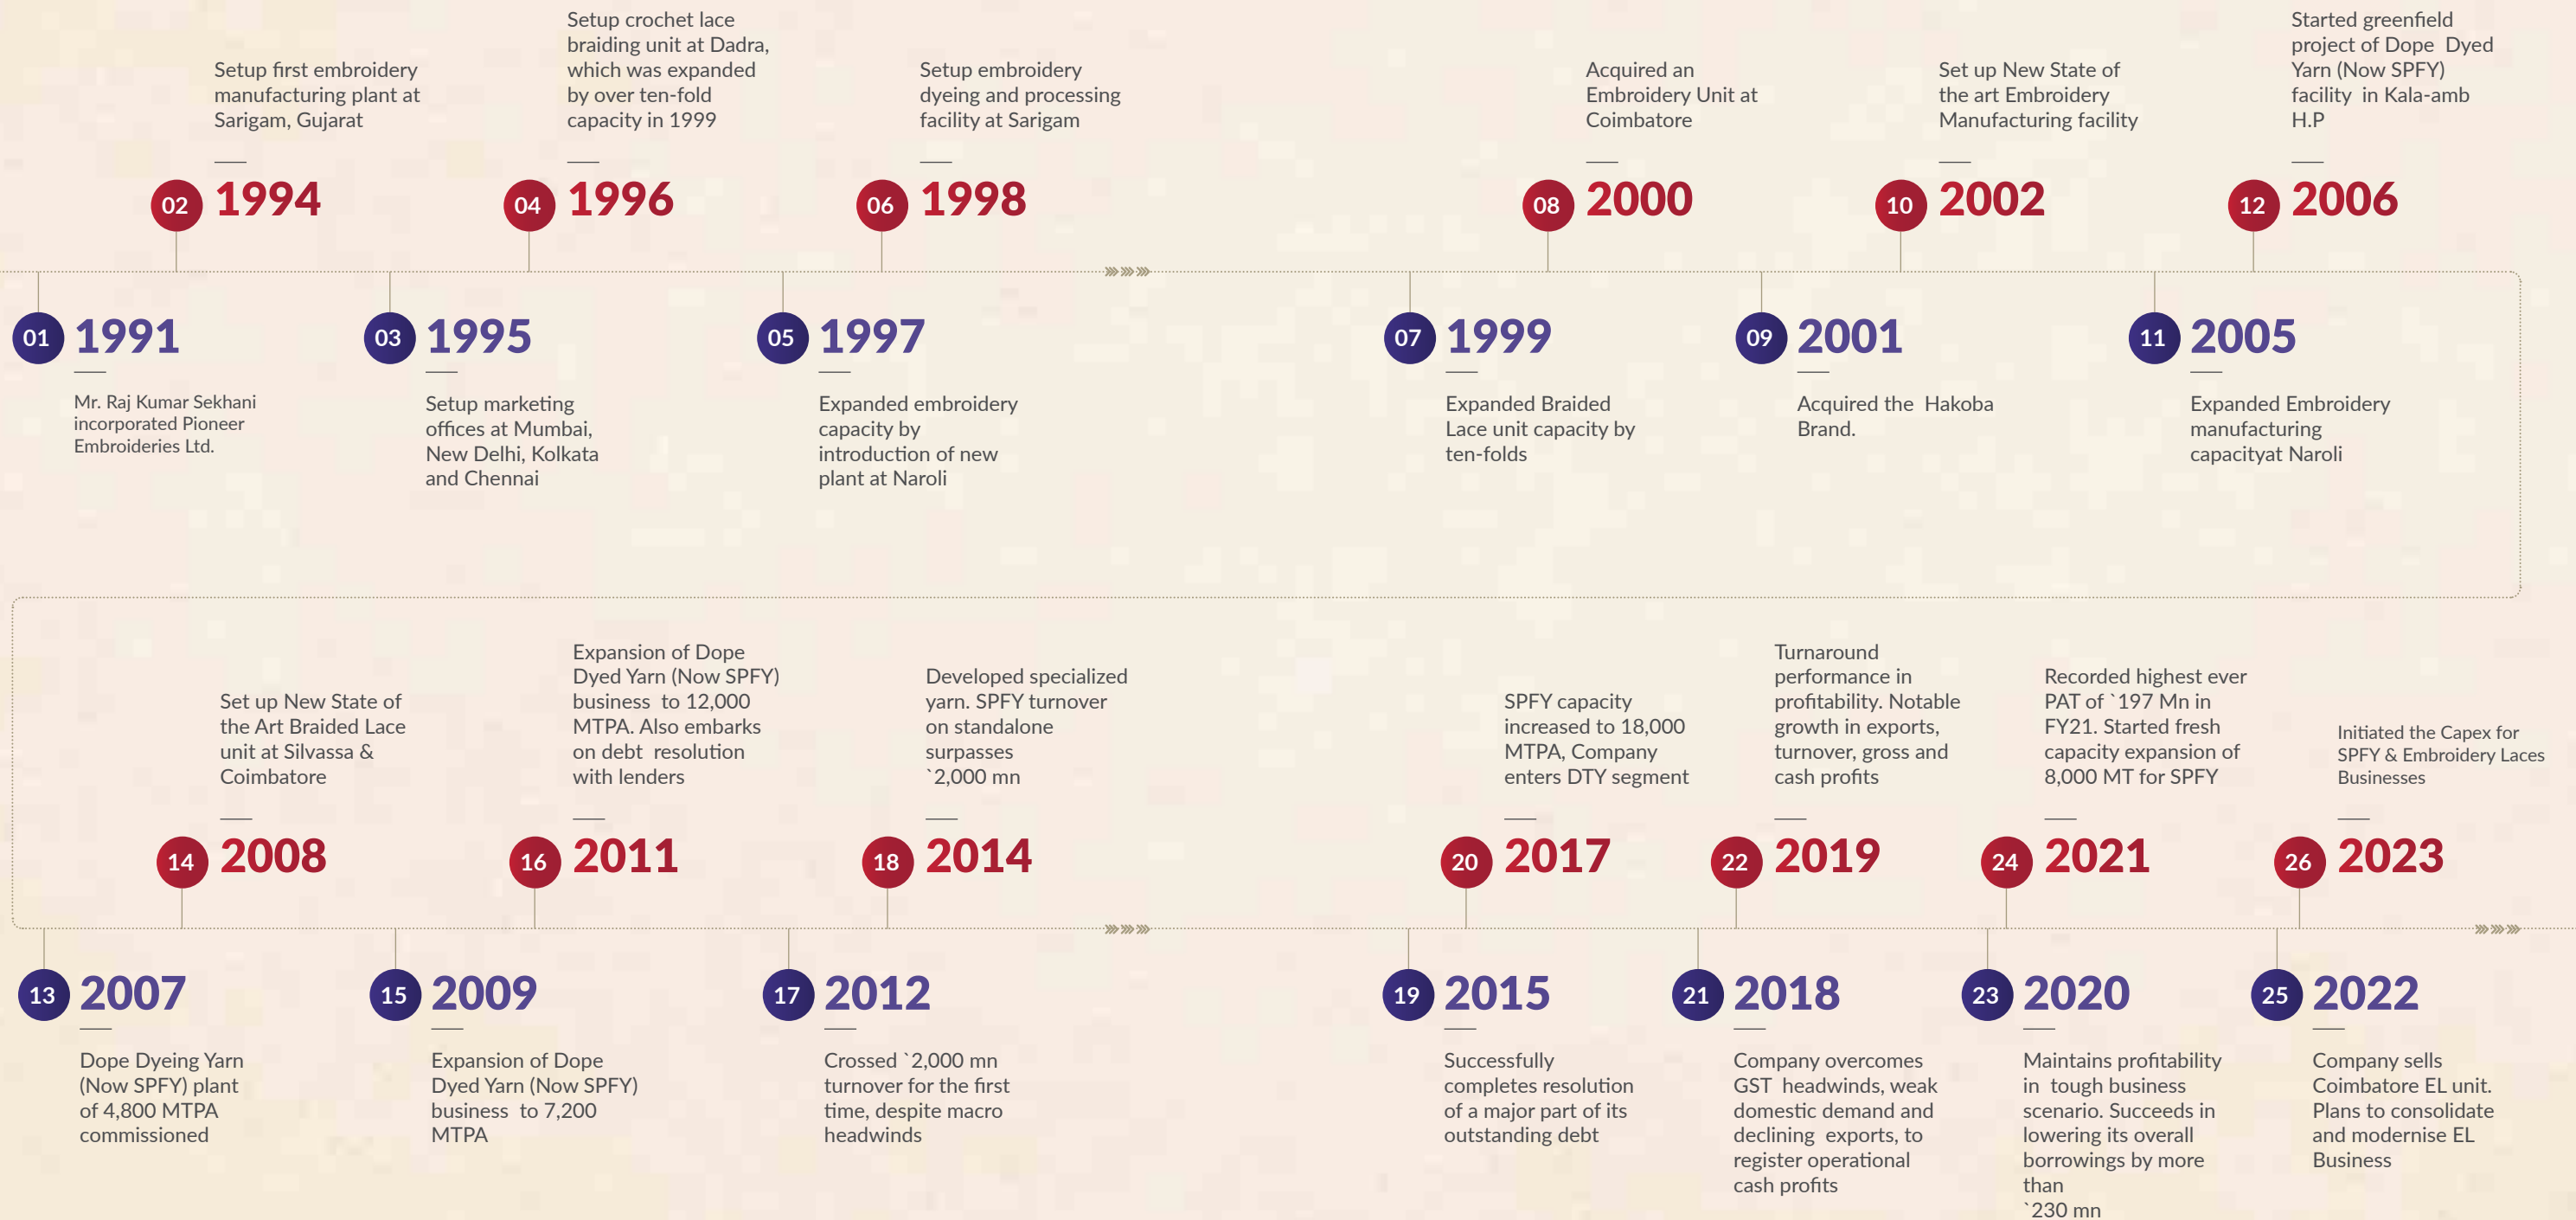 01
1991
Mr. Raj Kumar Sekhani
incorporated Pioneer
Embroideries Ltd.
Setup first embroidery
manufacturing plant at
Sarigam, Gujarat
02
1994
03
1995
Setup marketing
offices at Mumbai,
New Delhi, Kolkata
and Chennai
Setup crochet lace
braiding unit at Dadra,
which was expanded
by over ten-fold
capacity in 1999
04
1996
05
1997
Expanded embroidery
capacity by
introduction of new
plant at Naroli
Setup embroidery
dyeing and processing
facility at Sarigam
06
1998
07
1999
Expanded Braided
Lace unit capacity by
ten-folds
Acquired an
Embroidery Unit at
Coimbatore
08
2000
09
2001
Acquired the  Hakoba
Brand.
Set up New State of
the art Embroidery
Manufacturing facility
10
2002
11
2005
Expanded Embroidery
manufacturing
capacityat Naroli
Started greenfield
project of Dope  Dyed
Yarn (Now SPFY)
facility  in Kala-amb
H.P
12
2006
13
2007
Dope Dyeing Yarn
(Now SPFY) plant
of 4,800 MTPA
commissioned
Set up New State of
the Art Braided Lace
unit at Silvassa &
Coimbatore
14
2008
15
2009
Expansion of Dope
Dyed Yarn (Now SPFY)
business  to 7,200
MTPA
Expansion of Dope
Dyed Yarn (Now SPFY)
business  to 12,000
MTPA. Also embarks
on debt  resolution
with lenders
16
2011
17
2012
Crossed `2,000 mn
turnover for the first
time, despite macro
headwinds
Developed specialized
yarn. SPFY turnover
on standalone
surpasses
`2,000 mn
18
2014
19
2015
Successfully
completes resolution
of a major part of its
outstanding debt
SPFY capacity
increased to 18,000
MTPA, Company
enters DTY segment
20
2017
21
2018
Company overcomes
GST  headwinds, weak
domestic demand and
declining  exports, to
register operational
cash profits
Turnaround
performance in
profitability. Notable
growth in exports,
turnover, gross and
cash profits
22
2019
23
2020
Maintains profitability
in  tough business
scenario. Succeeds in
lowering its overall
borrowings by more
than
`230 mn
Recorded highest ever
PAT of `197 Mn in
FY21. Started fresh
capacity expansion of
8,000 MT for SPFY
24
2021
25
2022
Company sells
Coimbatore EL unit.
Plans to consolidate
and modernise EL
Business
Initiated the Capex for
SPFY & Embroidery Laces
Businesses
26
2023